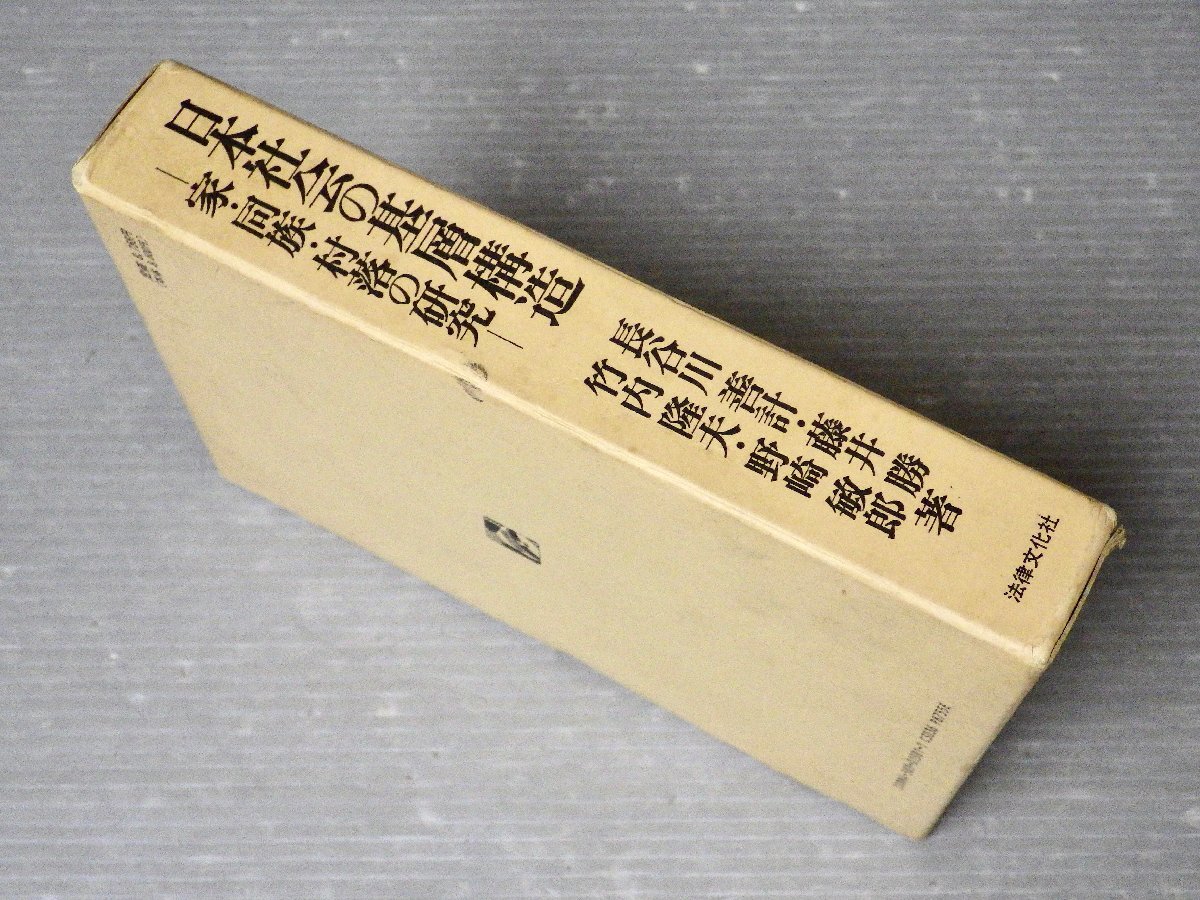 日本社会の基層構造
―家・同族・村落の研究―
長谷川善計・藤井勝
竹内隆夫・野崎敏郎
著
法律文化社